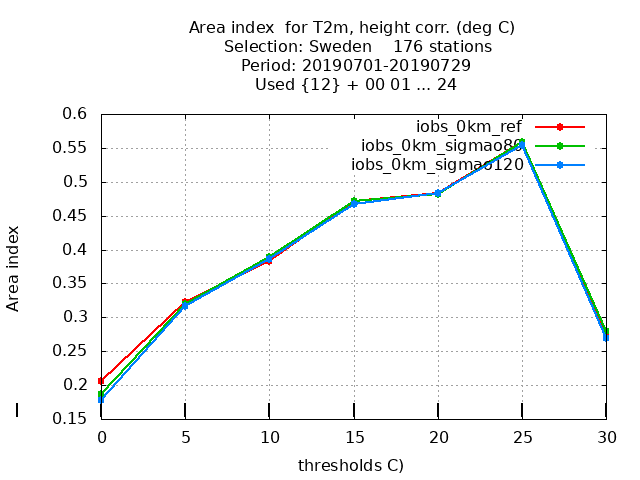 Area index for T2m, height corr. (deg C)
Selection: Sweden 176 stations
Period: 20190701-20190729
Used {12} + 00 01 ... 24
iobs_0km_ref
iobs_0km_sigmao80
iobs_0km_sigmao120
0.6
0.55
0.5
0.45
0.4
0.35
0.3
0.25
0.2
0.15
Area index
0 5 10 15 20 25 30
thresholds C)